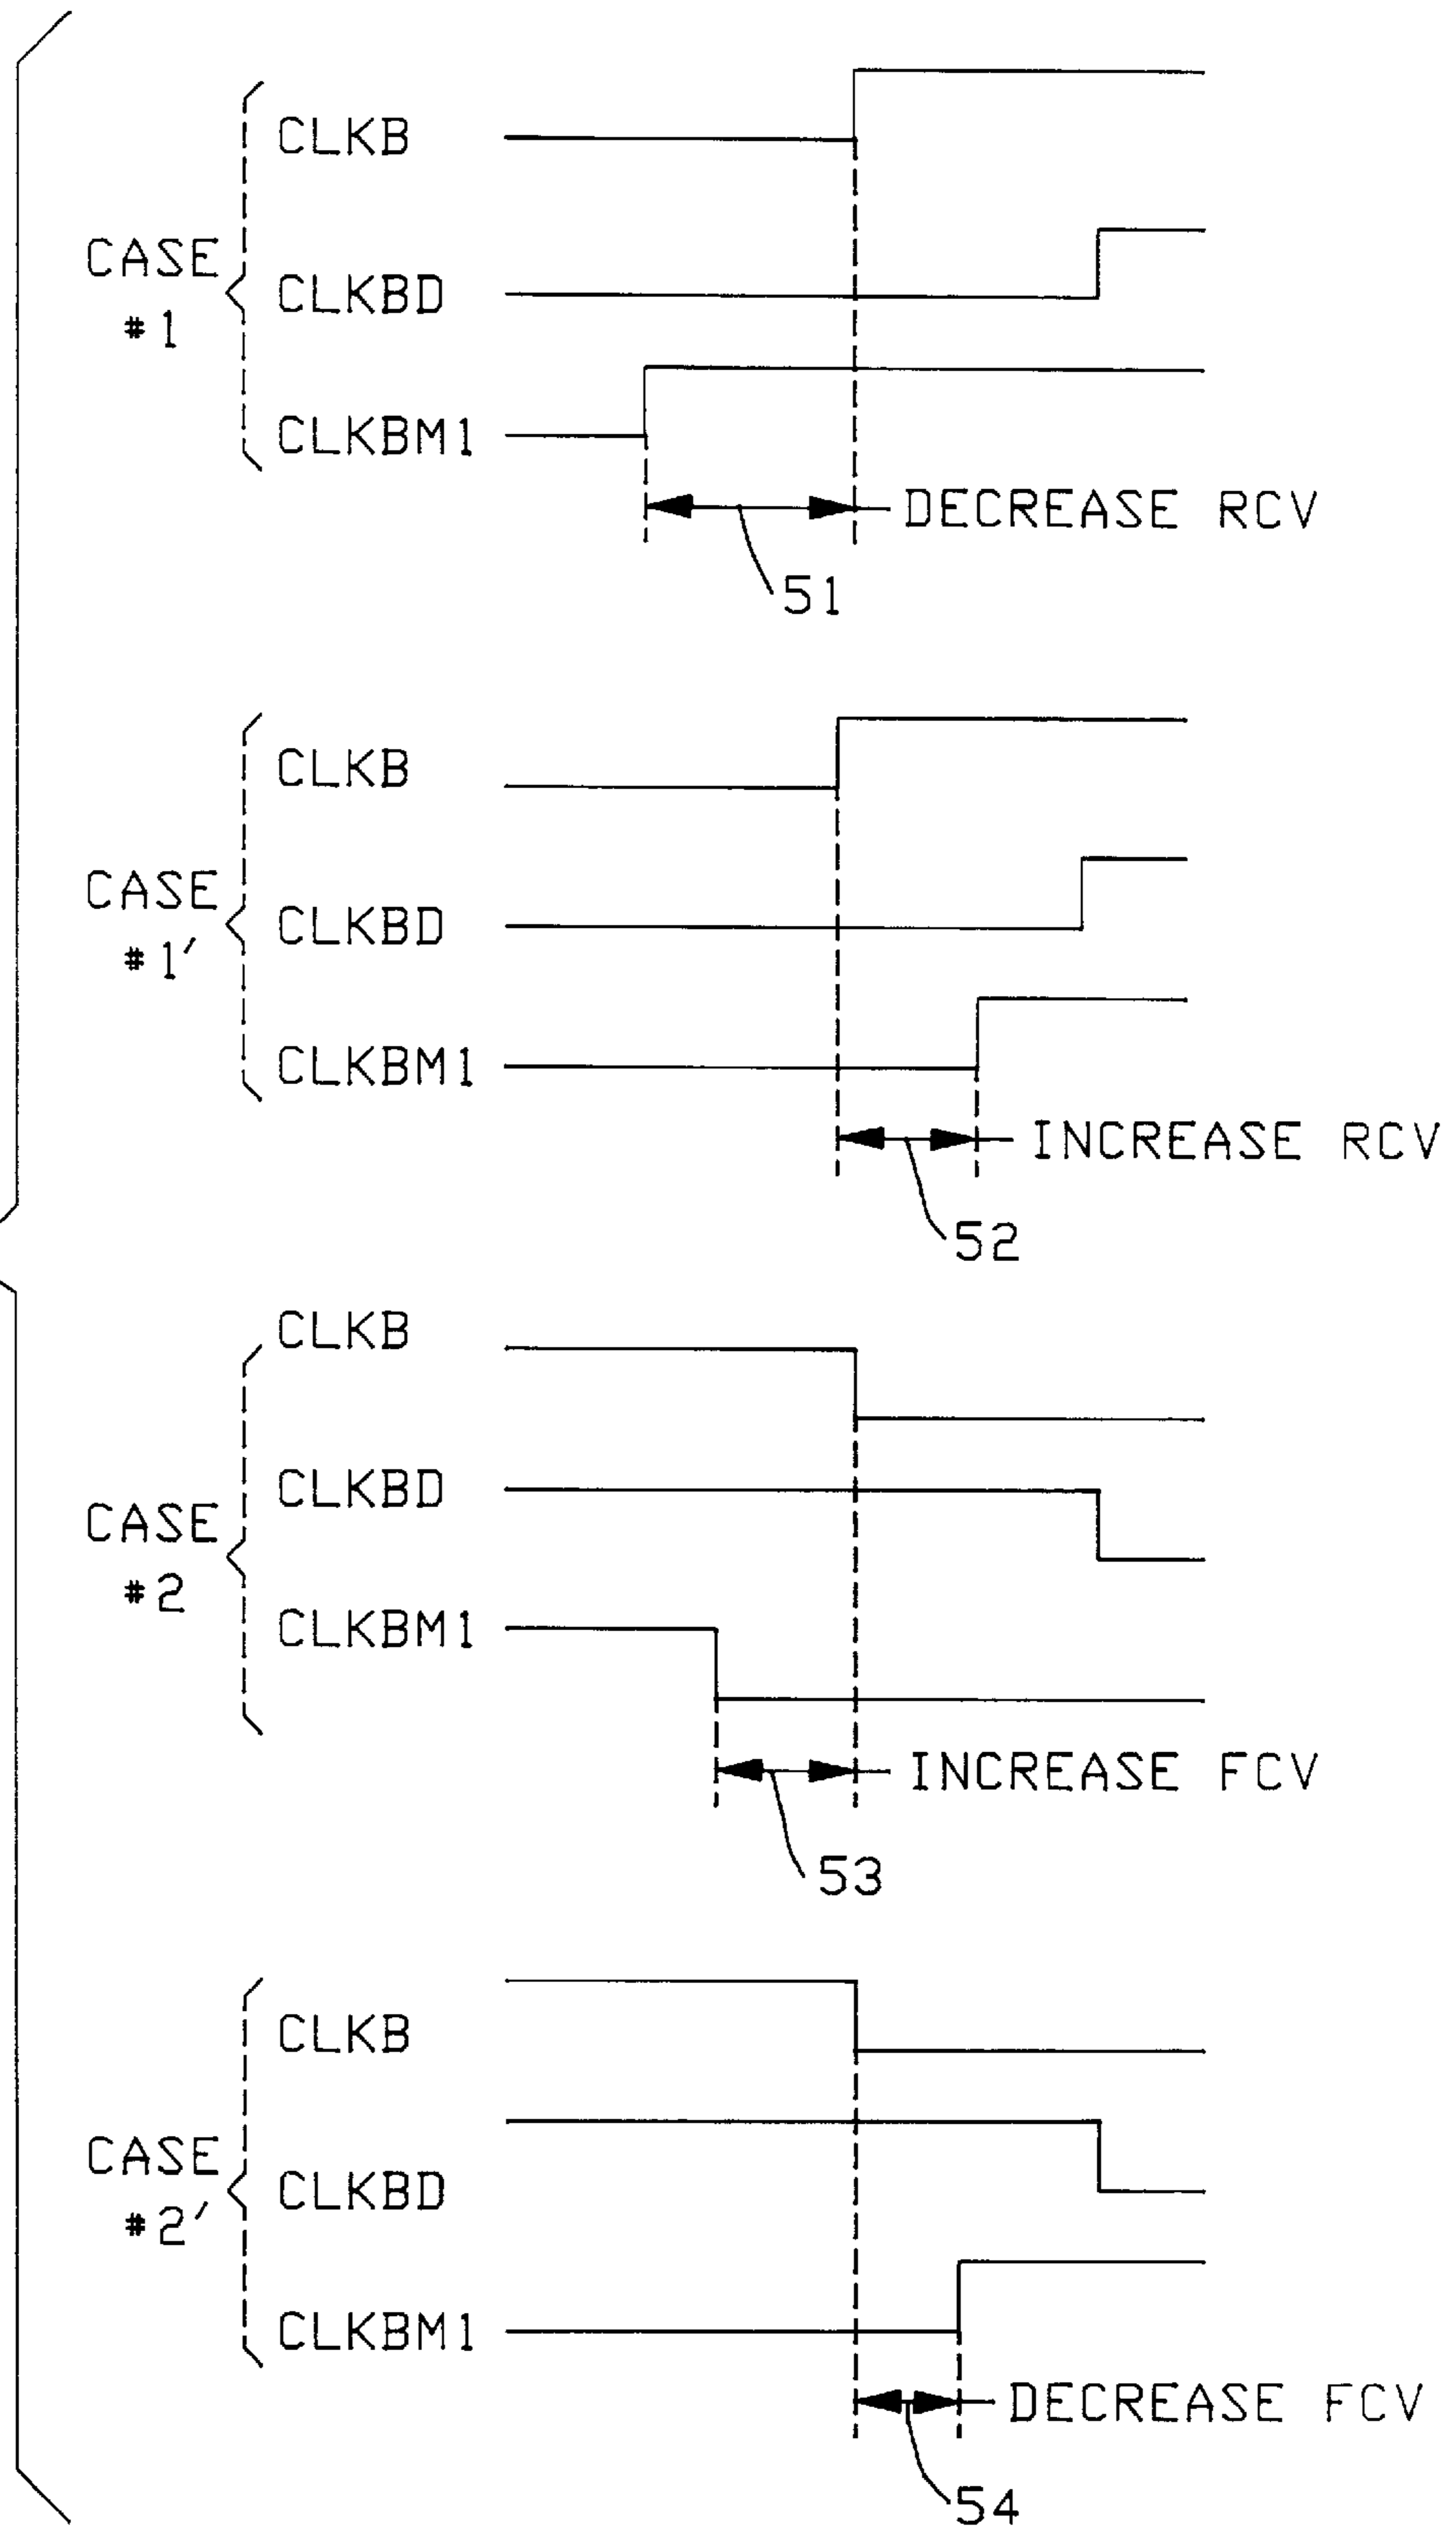 CASE
#1
CLKB
CLKBD
CLKBM1
DECREASE RCV
51
CASE
#1'
CLKB
CLKBD
CLKBM1
INCREASE RCV
52
CASE
#2
CLKB
CLKBD
CLKBM1
INCREASE FCV
53
CASE
#2'
CLKB
CLKBD
CLKBM1
DECREASE FCV
54